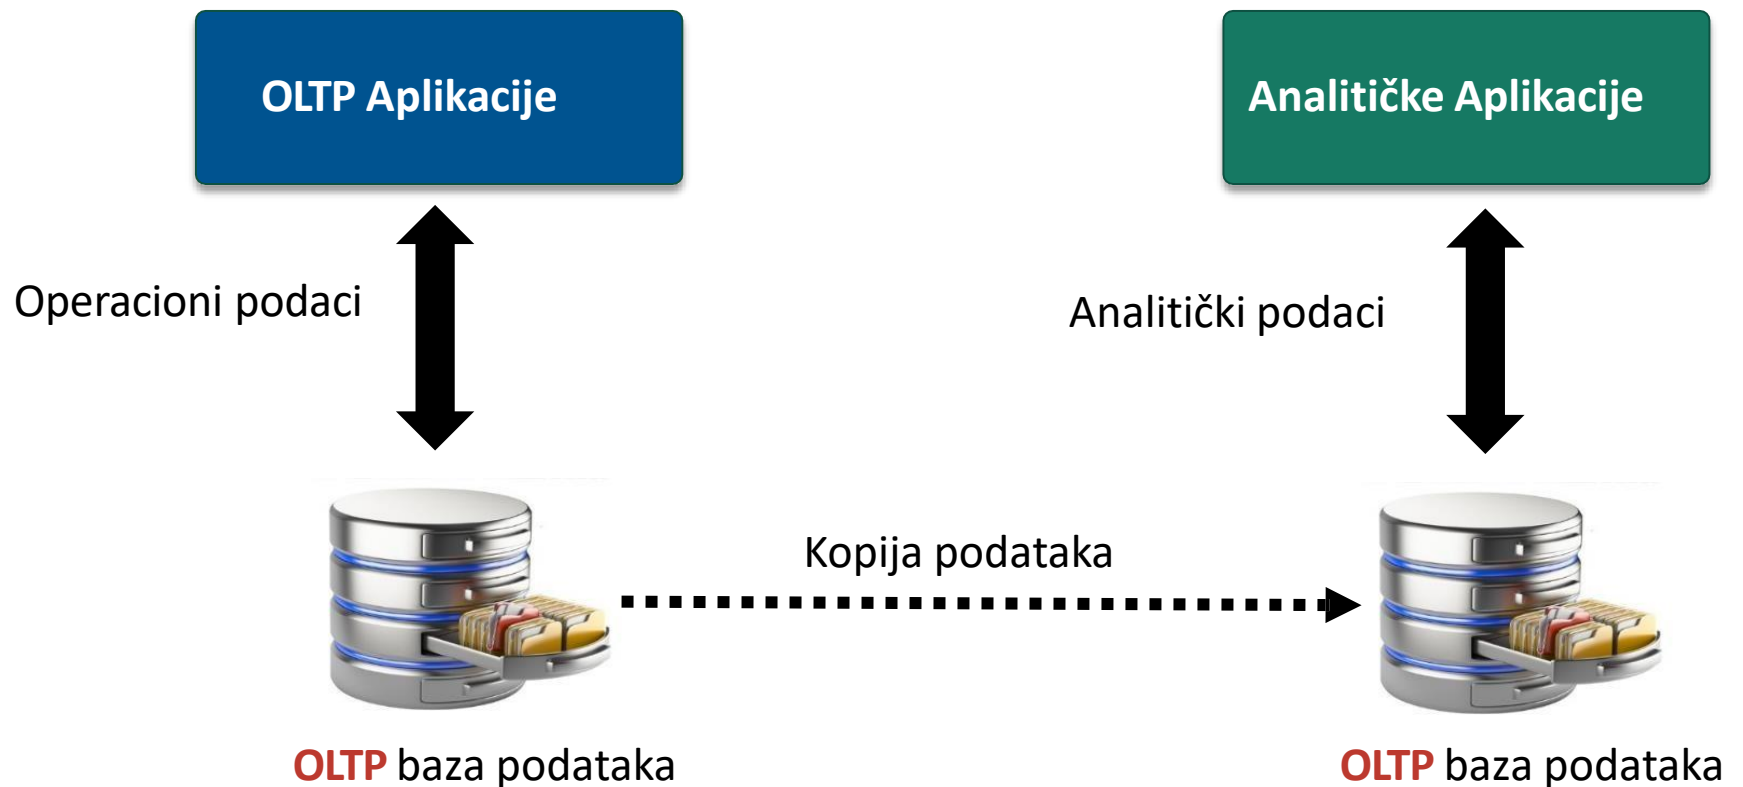 OLTP Aplikacije
Analitičke Aplikacije
Operacioni podaci
Analitički podaci
Kopija podataka
OLTP baza podataka
OLTP baza podataka